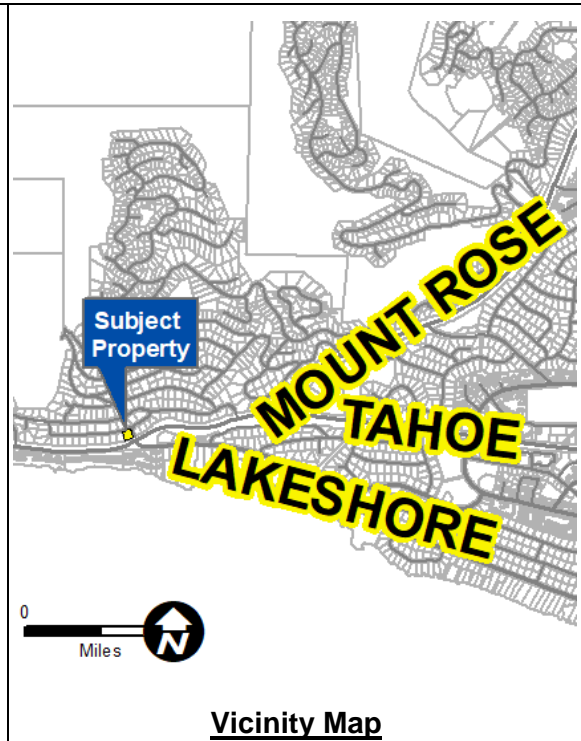 MOUNT ROSE
Subject
Property
TAHOE
LAKESHORE
0
Miles
N
Vicinity Map